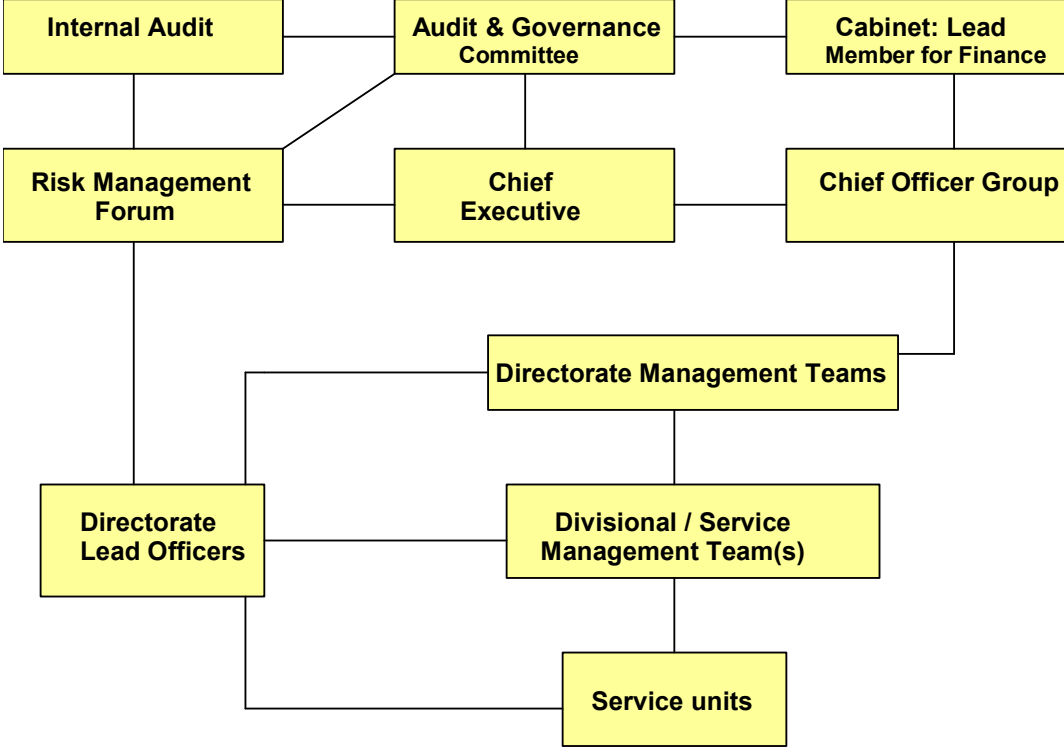 Internal Audit
Audit & Governance
Committee
Cabinet: Lead
Member for Finance
Risk Management
Forum
Chief
Executive
Chief Officer Group
Directorate Management Teams
Directorate
Lead Officers
Divisional / Service
Management Team(s)
Service units